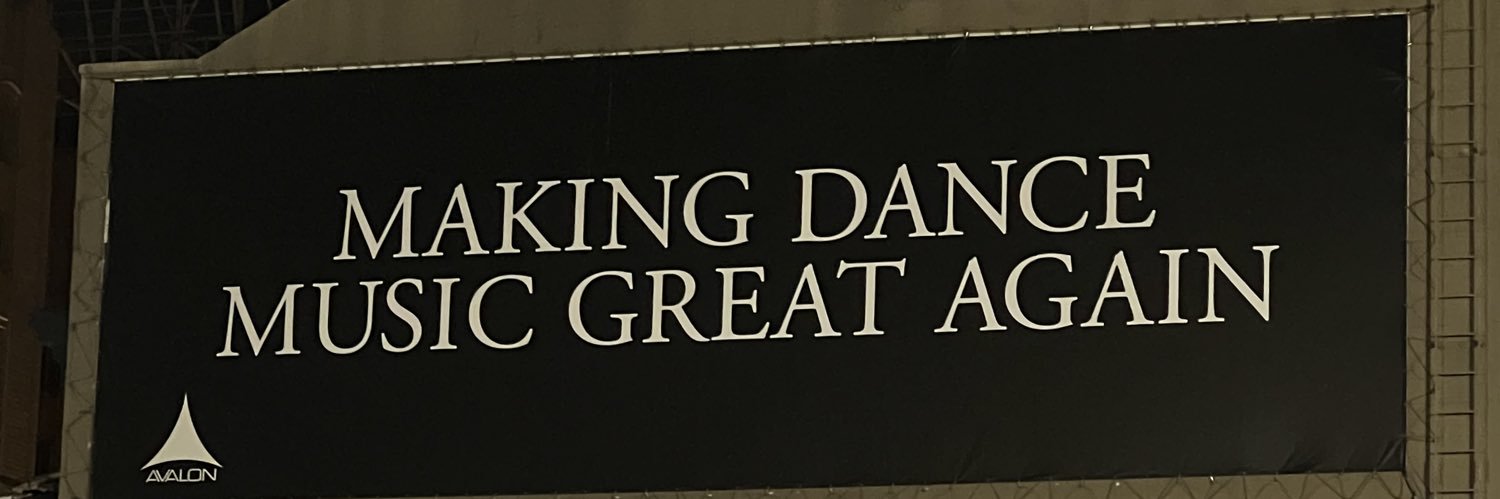 MAKING DANCE
MUSIC GREAT AGAIN
AVALON